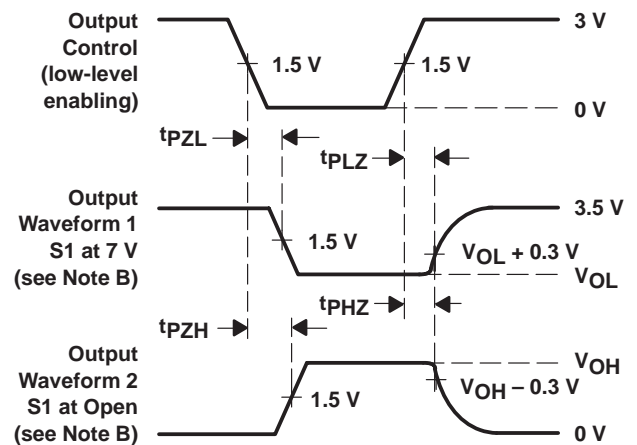 Output
Control
(low-level
enabling)
3 V
1.5 V
1.5 V
0 V
tPZL
tPLZ
Output
Waveform 1
S1 at 7 V
(see Note B)
3.5 V
1.5 V
VOL + 0.3 V
VOL
tPZH
tPHZ
Output
Waveform 2
S1 at Open
(see Note B)
VOH
VOH − 0.3 V
1.5 V
0 V